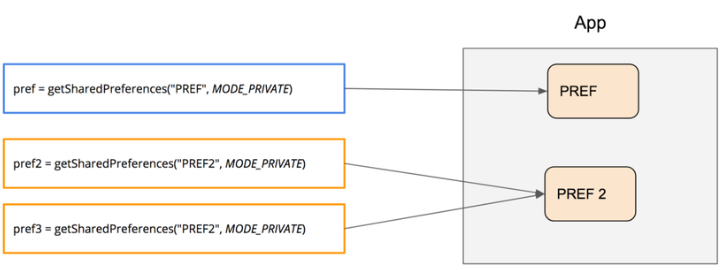 App
pref = getSharedPreferences("PREF", MODE_PRIVATE)
PREF
pref2 = getSharedPreferences("PREF2", MODE_PRIVATE)
PREF 2
pref3 = getSharedPreferences("PREF2", MODE_PRIVATE)